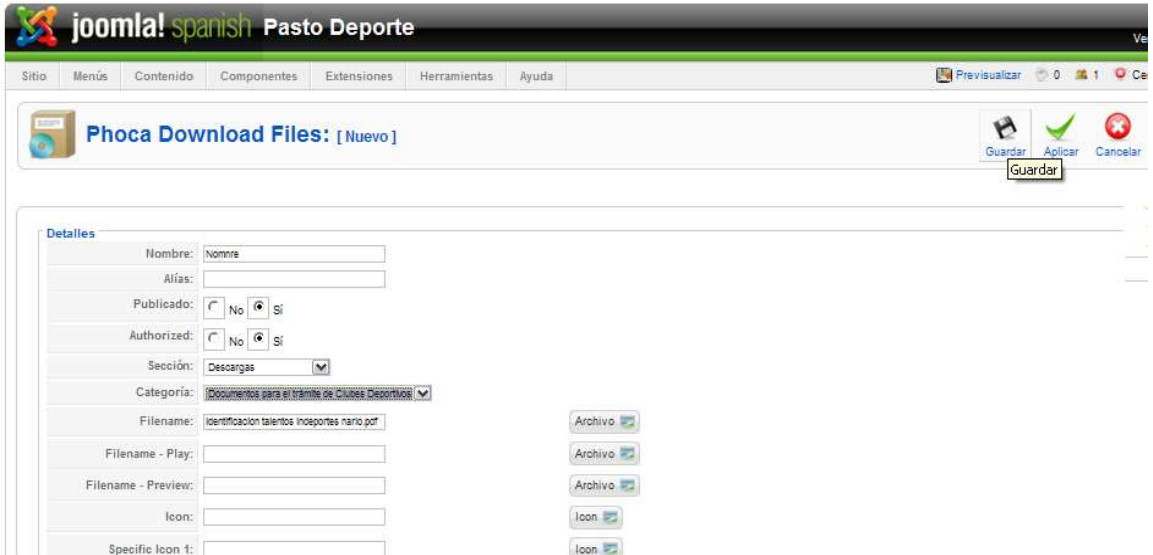 joomla! spanish Pasto Deporte
Ve
Sitio Menús Contenido Componentes Extensiones Herramientas Ayuda Previsualizar 0 1 Ce
Phoca Download Files: [ Nuevo ]
Guardar Aplicar Cancelar
Guardar
Detalles
Nombre: Nomnre
Alías:
Publicado: No Sí
Authorized: No Sí
Sección: Descargas
Categoría: Documentos para el trámite de Clubes Deportivos
Filename: identificacion talentos indeportes nario.pdf Archivo
Filename - Play: Archivo
Filename - Preview: Archivo
Icon: Icon
Specific Icon 1: Icon